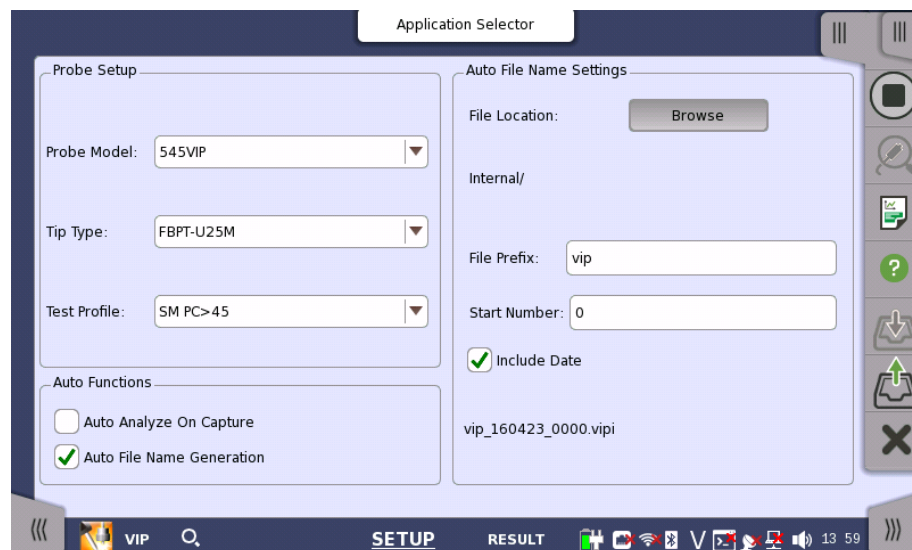 Application Selector
Probe Setup
Probe Model: 545VIP
Tip Type: FBPT-U25M
Test Profile: SM PC>45
Auto Functions
Auto Analyze On Capture
Auto File Name Generation
Auto File Name Settings
File Location: Browse
Internal/
File Prefix: vip
Start Number: 0
Include Date
vip_160423_0000.vipi
VIP SETUP RESULT V 13 59